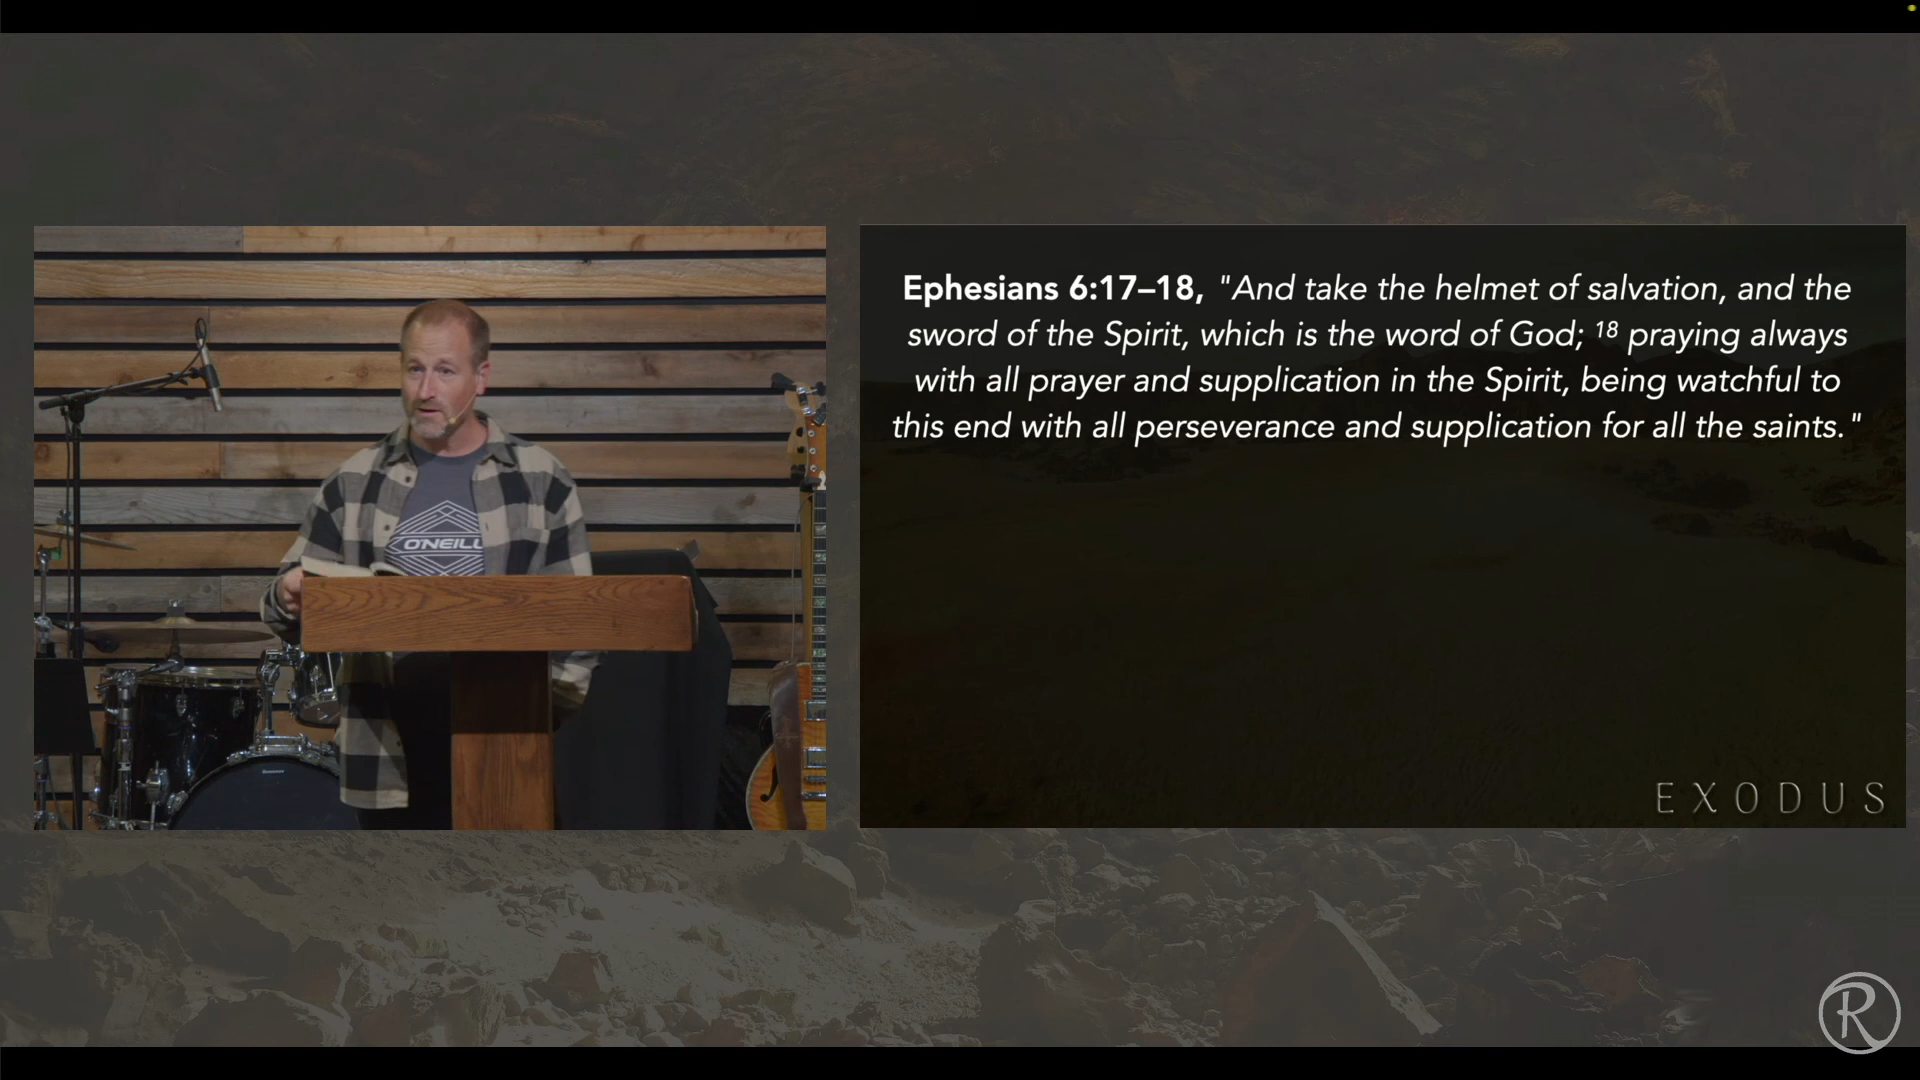 O'NEILL
Ephesians 6:17–18, "And take the helmet of salvation, and the
sword of the Spirit, which is the word of God; 18 praying always
with all prayer and supplication in the Spirit, being watchful to
this end with all perseverance and supplication for all the saints."
EXODUS
R